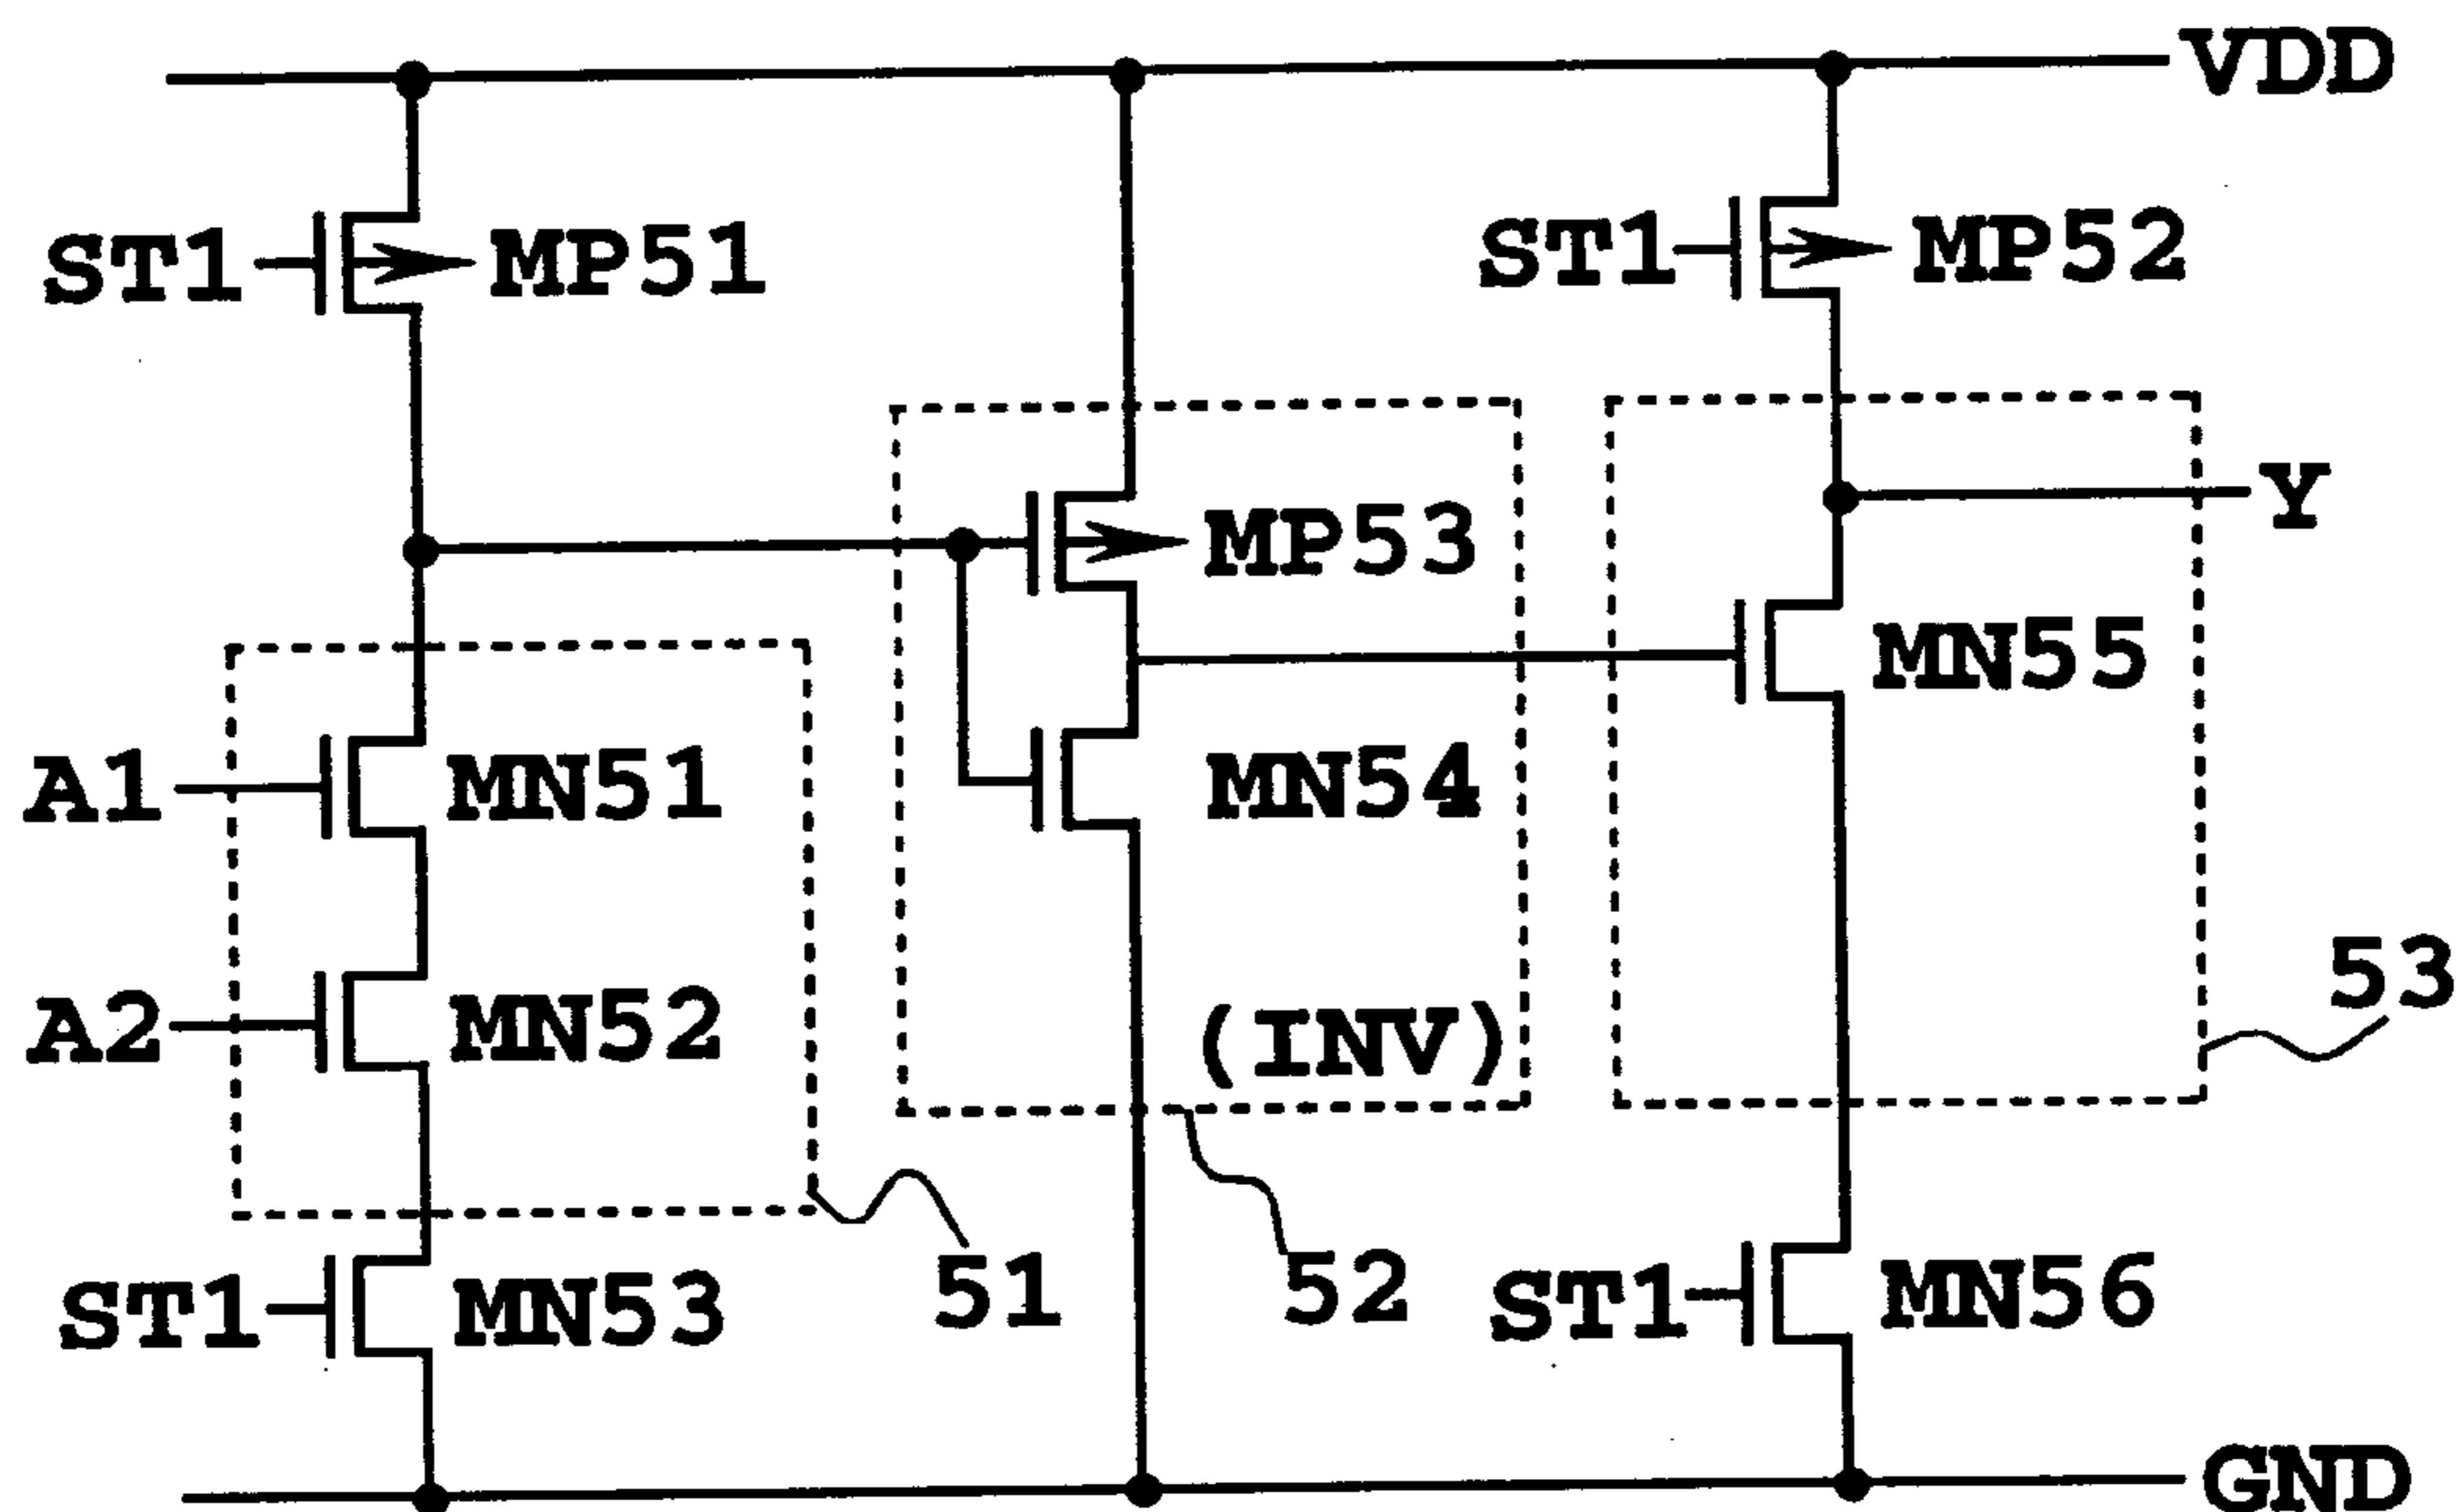 VDD
ST1 MP51
ST1 MP52
Y
MP53
MN55
A1 MN51
MN54
53
A2 MN52
(INV)
51
52
ST1 MN53
ST1 MN56
GND